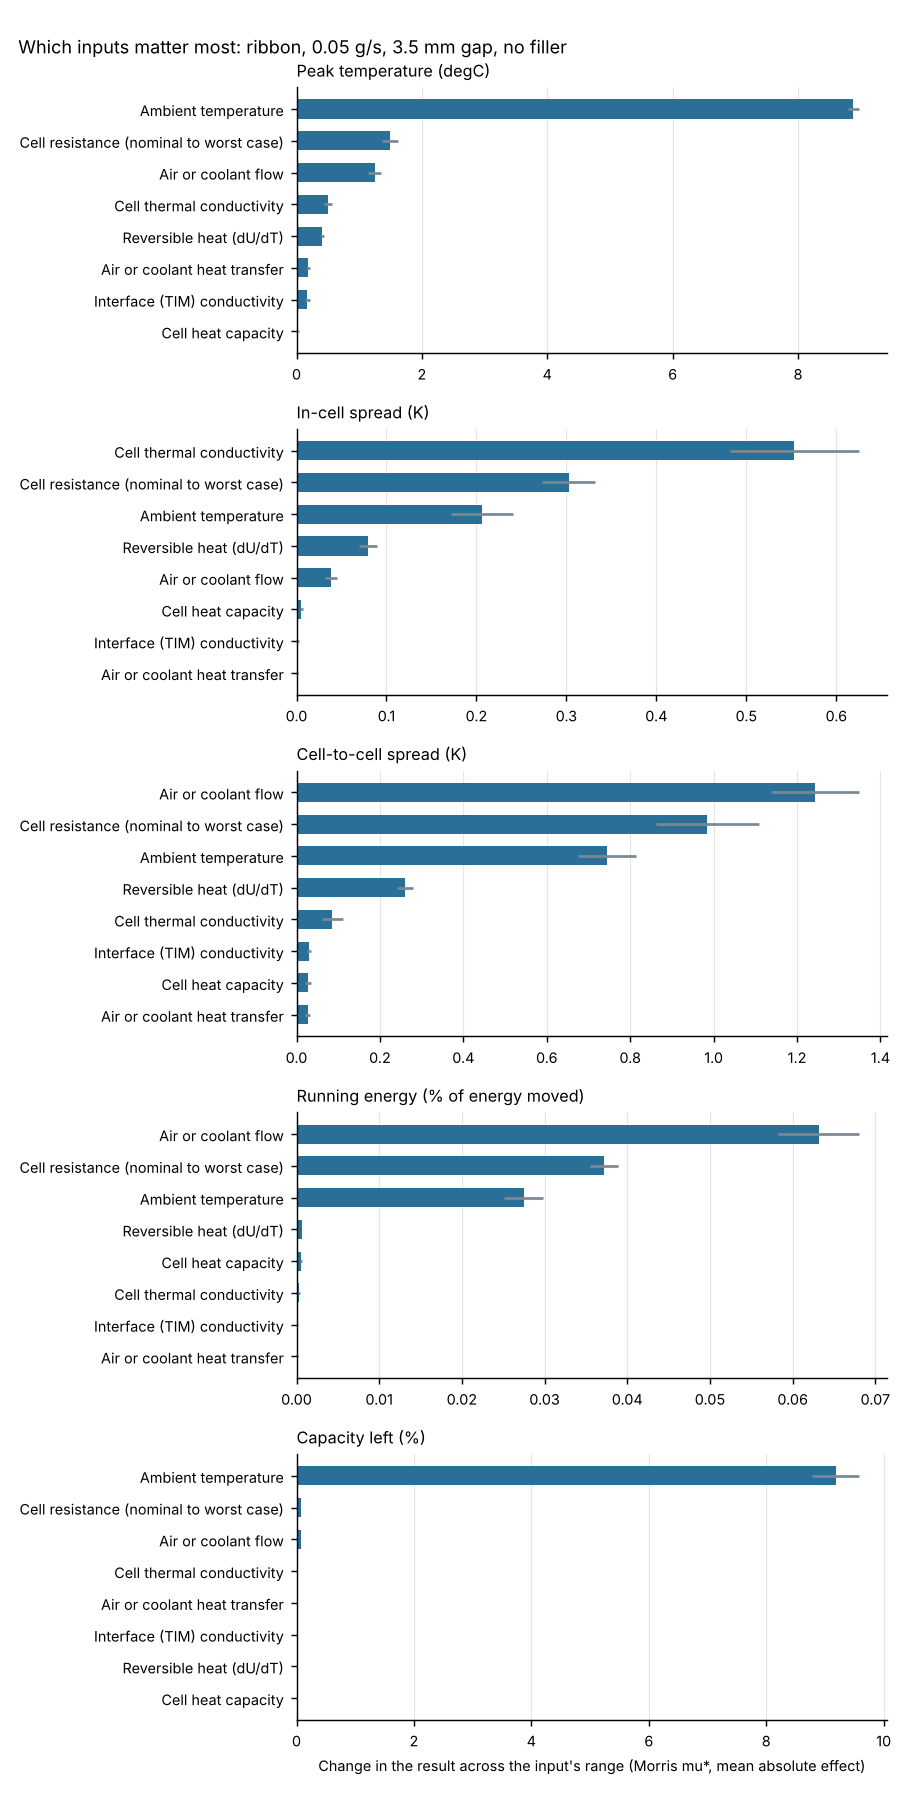 Which inputs matter most: ribbon, 0.05 g/s, 3.5 mm gap, no filler
Peak temperature (degC)
Ambient temperature
Cell resistance (nominal to worst case)
Air or coolant flow
Cell thermal conductivity
Reversible heat (dU/dT)
Air or coolant heat transfer
Interface (TIM) conductivity
Cell heat capacity
0 2 4 6 8
In-cell spread (K)
Cell thermal conductivity
Cell resistance (nominal to worst case)
Ambient temperature
Reversible heat (dU/dT)
Air or coolant flow
Cell heat capacity
Interface (TIM) conductivity
Air or coolant heat transfer
0.0 0.1 0.2 0.3 0.4 0.5 0.6
Cell-to-cell spread (K)
Air or coolant flow
Cell resistance (nominal to worst case)
Ambient temperature
Reversible heat (dU/dT)
Cell thermal conductivity
Interface (TIM) conductivity
Cell heat capacity
Air or coolant heat transfer
0.0 0.2 0.4 0.6 0.8 1.0 1.2 1.4
Running energy (% of energy moved)
Air or coolant flow
Cell resistance (nominal to worst case)
Ambient temperature
Reversible heat (dU/dT)
Cell heat capacity
Cell thermal conductivity
Interface (TIM) conductivity
Air or coolant heat transfer
0.00 0.01 0.02 0.03 0.04 0.05 0.06 0.07
Capacity left (%)
Ambient temperature
Cell resistance (nominal to worst case)
Air or coolant flow
Cell thermal conductivity
Air or coolant heat transfer
Interface (TIM) conductivity
Reversible heat (dU/dT)
Cell heat capacity
0 2 4 6 8 10
Change in the result across the input's range (Morris mu*, mean absolute effect)